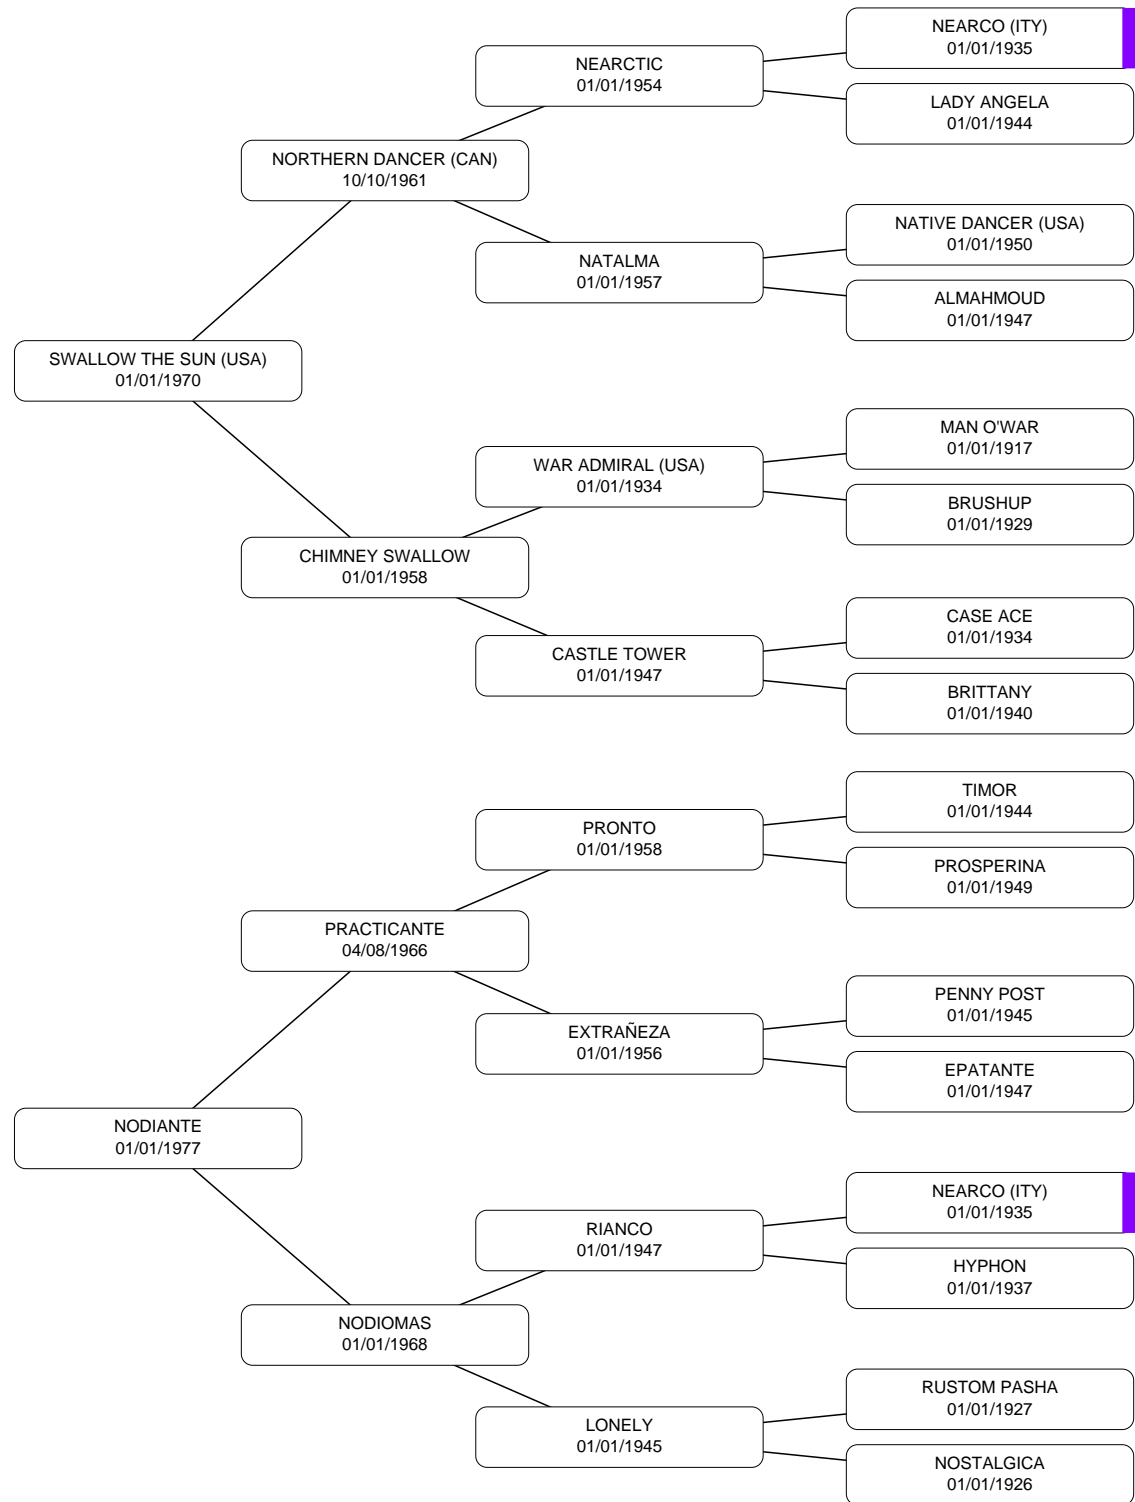 NEARCO (ITY)
01/01/1935
NEARCTIC
01/01/1954
LADY ANGELA
01/01/1944
NORTHERN DANCER (CAN)
10/10/1961
NATIVE DANCER (USA)
01/01/1950
NATALMA
01/01/1957
ALMAHMOUD
01/01/1947
SWALLOW THE SUN (USA)
01/01/1970
MAN O'WAR
01/01/1917
WAR ADMIRAL (USA)
01/01/1934
BRUSHUP
01/01/1929
CHIMNEY SWALLOW
01/01/1958
CASE ACE
01/01/1934
CASTLE TOWER
01/01/1947
BRITTANY
01/01/1940
TIMOR
01/01/1944
PRONTO
01/01/1958
PROSPERINA
01/01/1949
PRACTICANTE
04/08/1966
PENNY POST
01/01/1945
EXTRAÑEZA
01/01/1956
EPATANTE
01/01/1947
NODIANTE
01/01/1977
NEARCO (ITY)
01/01/1935
RIANCO
01/01/1947
HYPHON
01/01/1937
NODIOMAS
01/01/1968
RUSTOM PASHA
01/01/1927
LONELY
01/01/1945
NOSTALGICA
01/01/1926